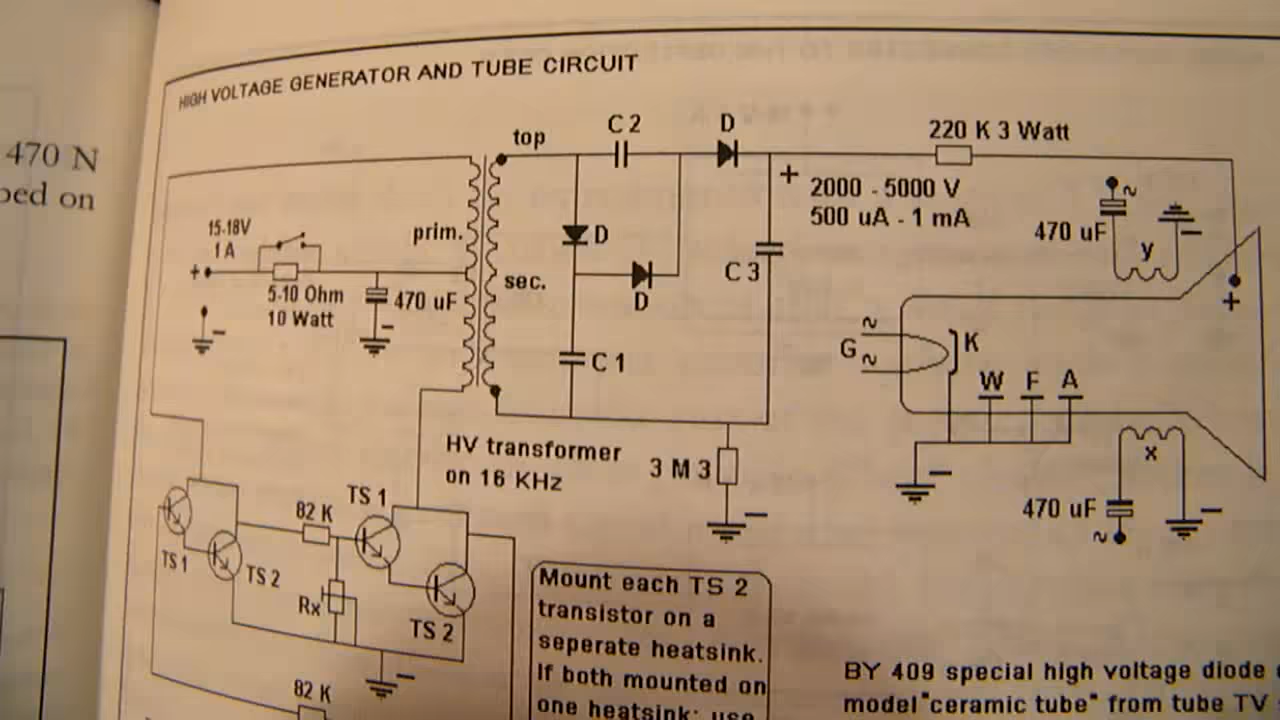 470 N
ped on
HIGH VOLTAGE GENERATOR AND TUBE CIRCUIT
top
C 2
D
220 K 3 Watt
+
2000 - 5000 V
500 uA - 1 mA
~
470 uF
y
15-18V
1 A
prim.
D
C 3
+
sec.
5-10 Ohm
10 Watt
470 uF
D
+
~
G ~
K
C 1
W F A
HV transformer
on 16 KHz
3 M 3
x
470 uF
~
TS 1
82 K
TS 1
TS 2
Rx
TS 2
82 K
Mount each TS 2
transistor on a
seperate heatsink.
If both mounted on
one heatsink: use
BY 409 special high voltage diode
model "ceramic tube" from tube TV